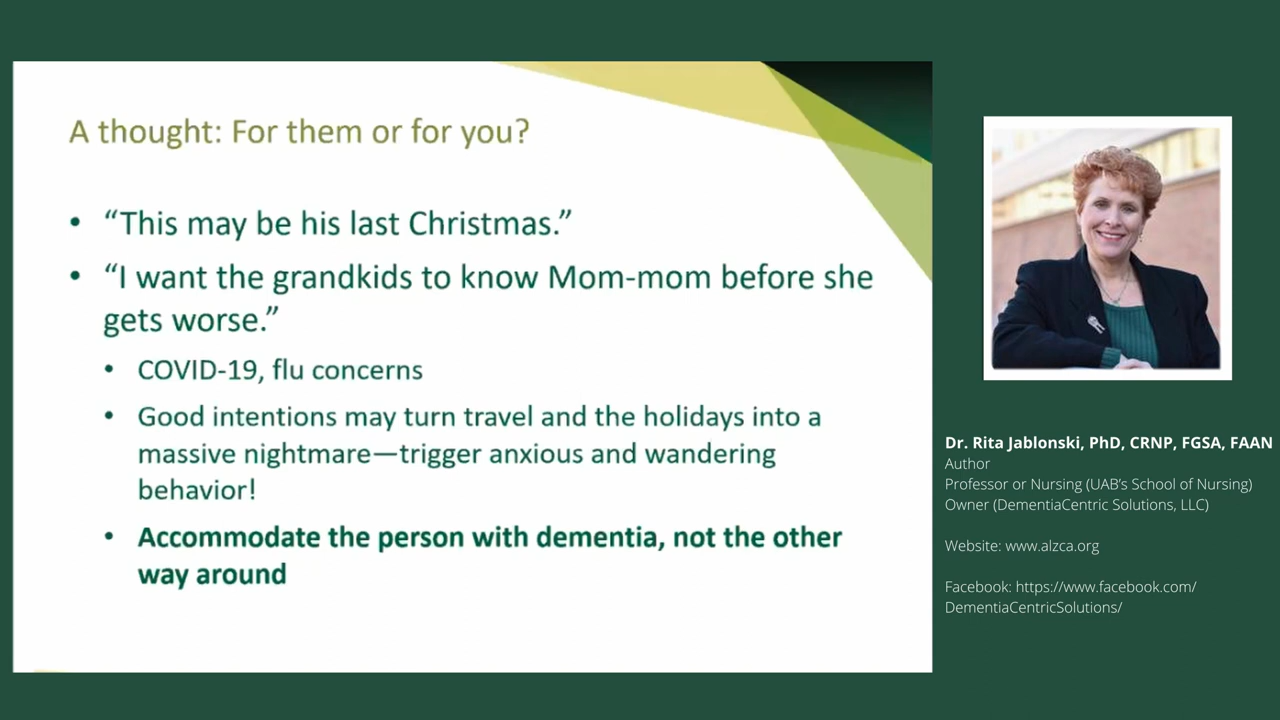 A thought: For them or for you?
• “This may be his last Christmas.”
• “I want the grandkids to know Mom-mom before she
gets worse.”
• COVID-19, flu concerns
• Good intentions may turn travel and the holidays into a
massive nightmare—trigger anxious and wandering
behavior!
• Accommodate the person with dementia, not the other
way around
Dr. Rita Jablonski, PhD, CRNP, FGSA, FAAN
Author
Professor or Nursing (UAB’s School of Nursing)
Owner (DementiaCentric Solutions, LLC)
Website: www.alzca.org
Facebook: https://www.facebook.com/
DementiaCentricSolutions/